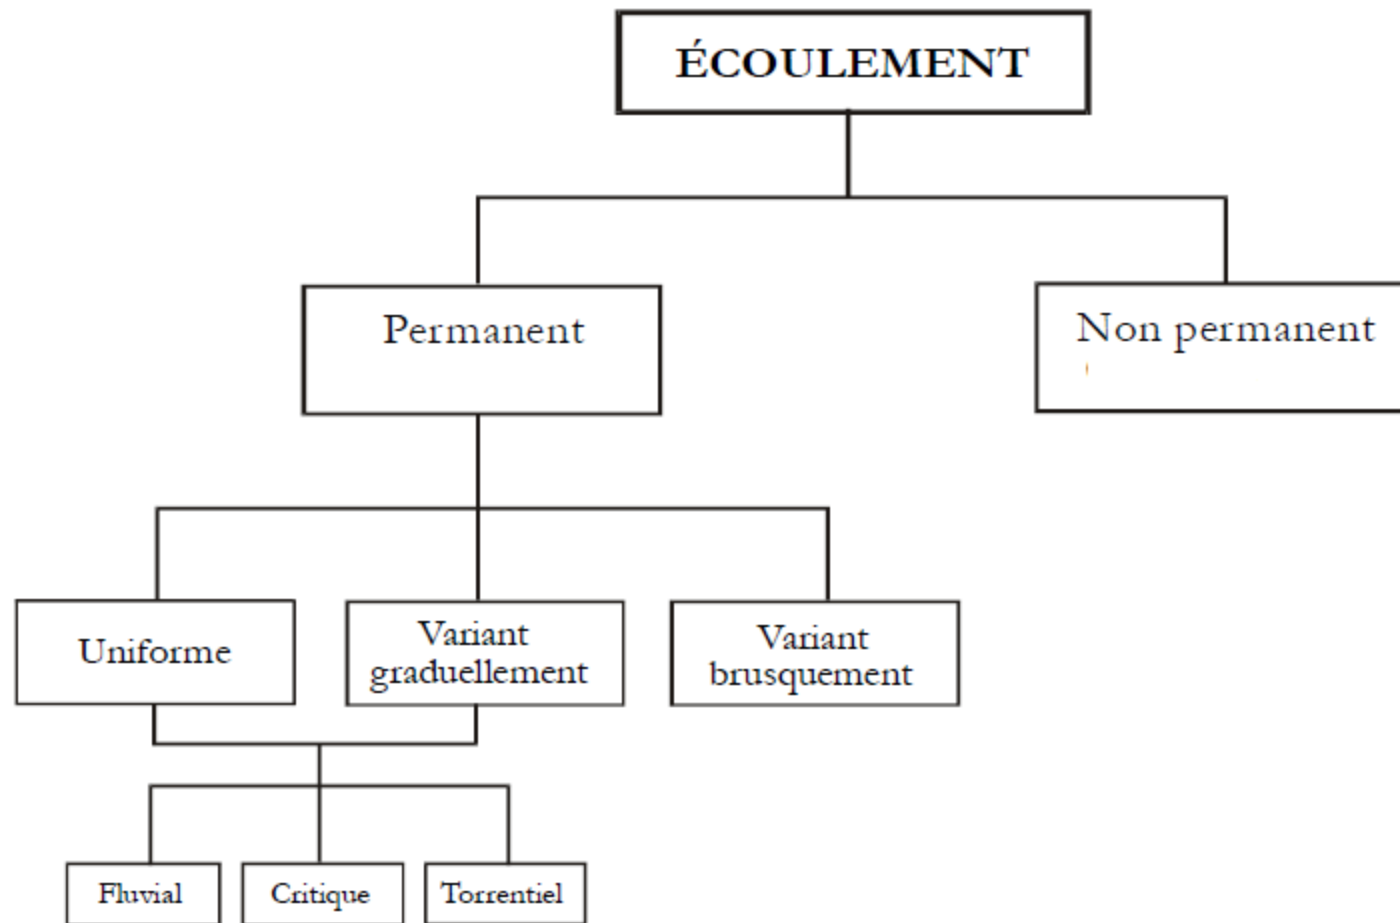 ÉCOULEMENT
Permanent
Non permanent
Uniforme
Variant
graduellement
Variant
brusquement
Fluvial
Critique
Torrentiel